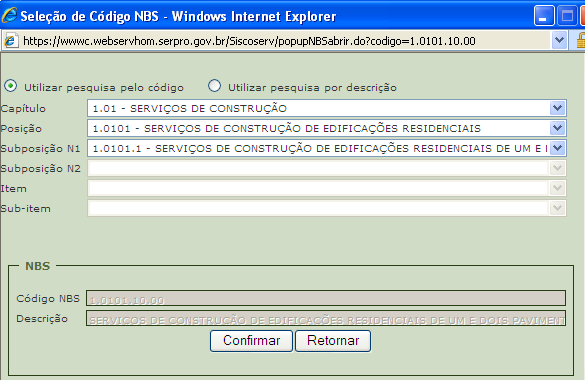 Seleção de Código NBS - Windows Internet Explorer
https://wwwc.webservhom.serpro.gov.br/Siscoserv/popupNBSabrir.do?codigo=1.0101.10.00
Utilizar pesquisa pelo código Utilizar pesquisa por descrição
Capítulo 1.01 - SERVIÇOS DE CONSTRUÇÃO
Posição 1.0101 - SERVIÇOS DE CONSTRUÇÃO DE EDIFICAÇÕES RESIDENCIAIS
Subposição N1 1.0101.1 - SERVIÇOS DE CONSTRUÇÃO DE EDIFICAÇÕES RESIDENCIAIS DE UM E
Subposição N2
Item
Sub-item
NBS
Código NBS 1.0101.10.00
Descrição SERVIÇOS DE CONSTRUÇÃO DE EDIFICAÇÕES RESIDENCIAIS DE UM E DOIS PAVIMENT
Confirmar Retornar